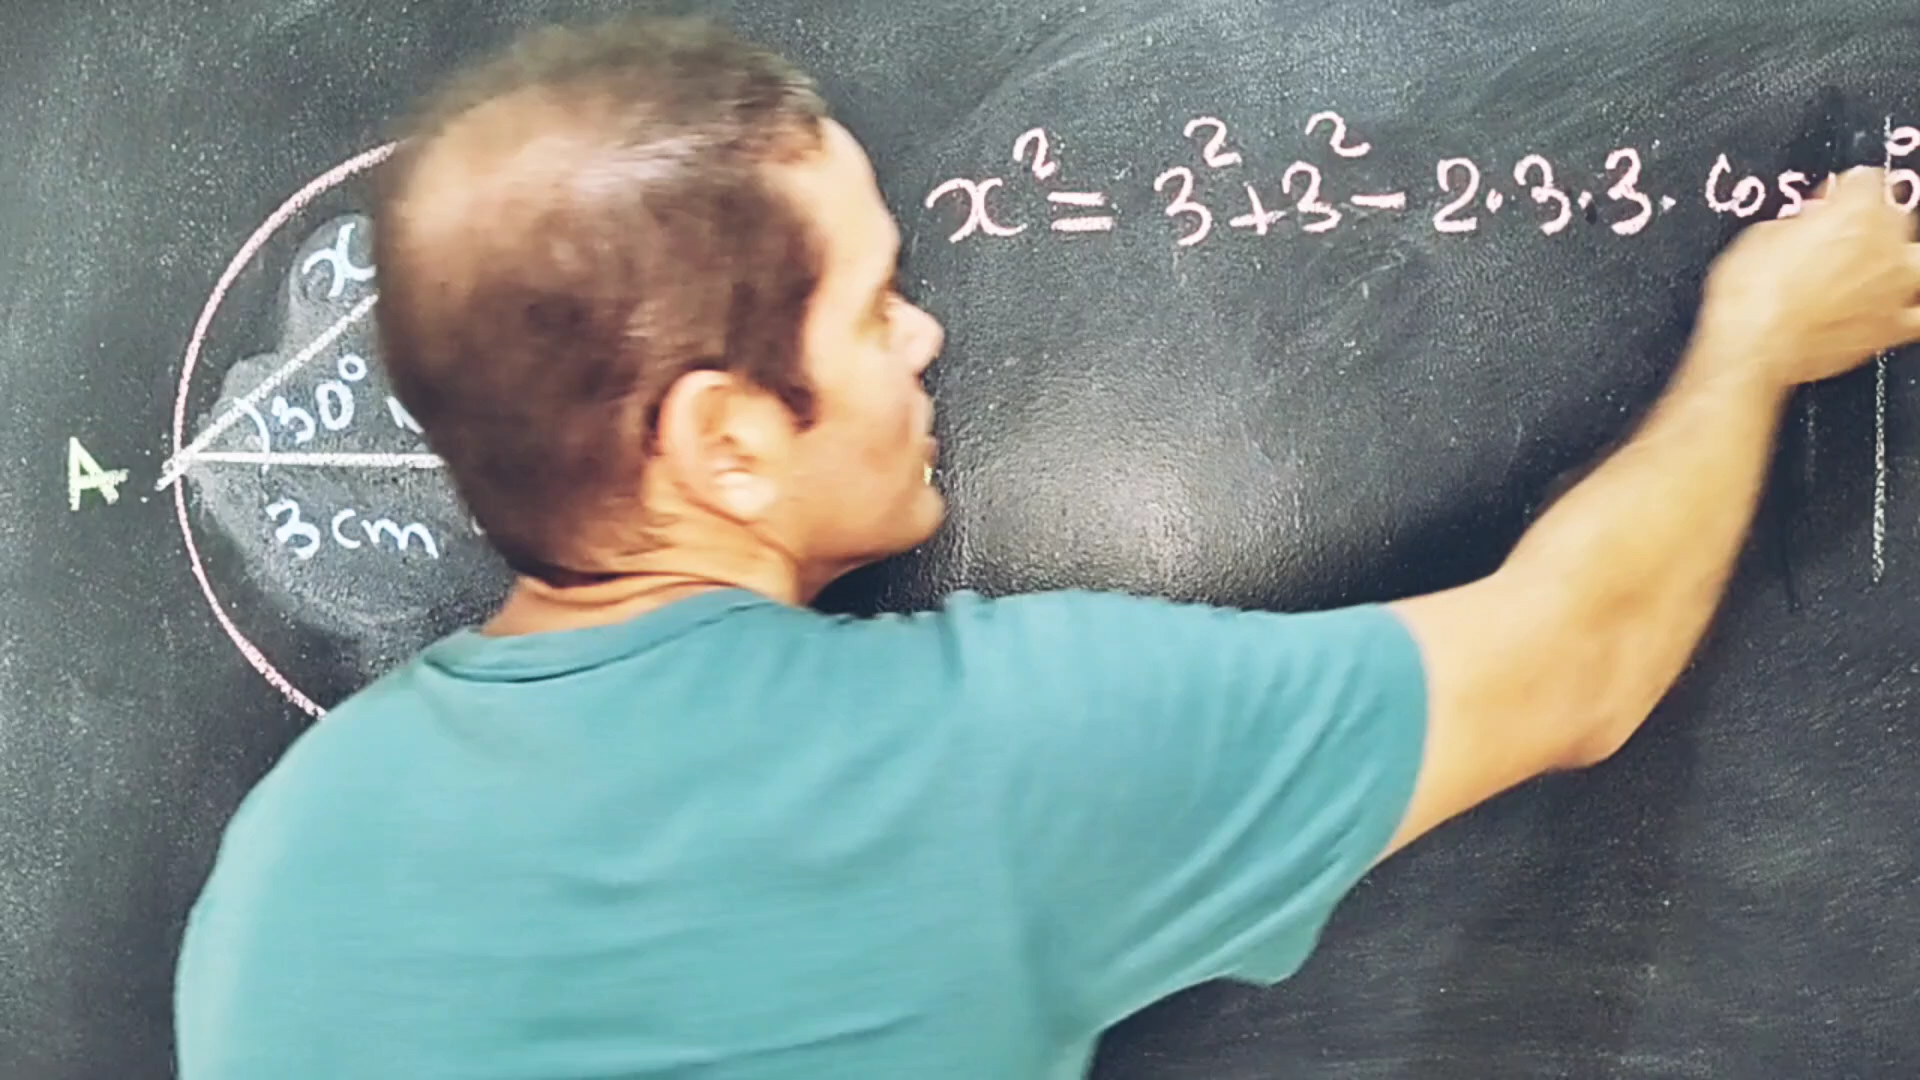 x² = 3² + 3² - 2 · 3 · 3 · cos
x
30°
A
3 cm